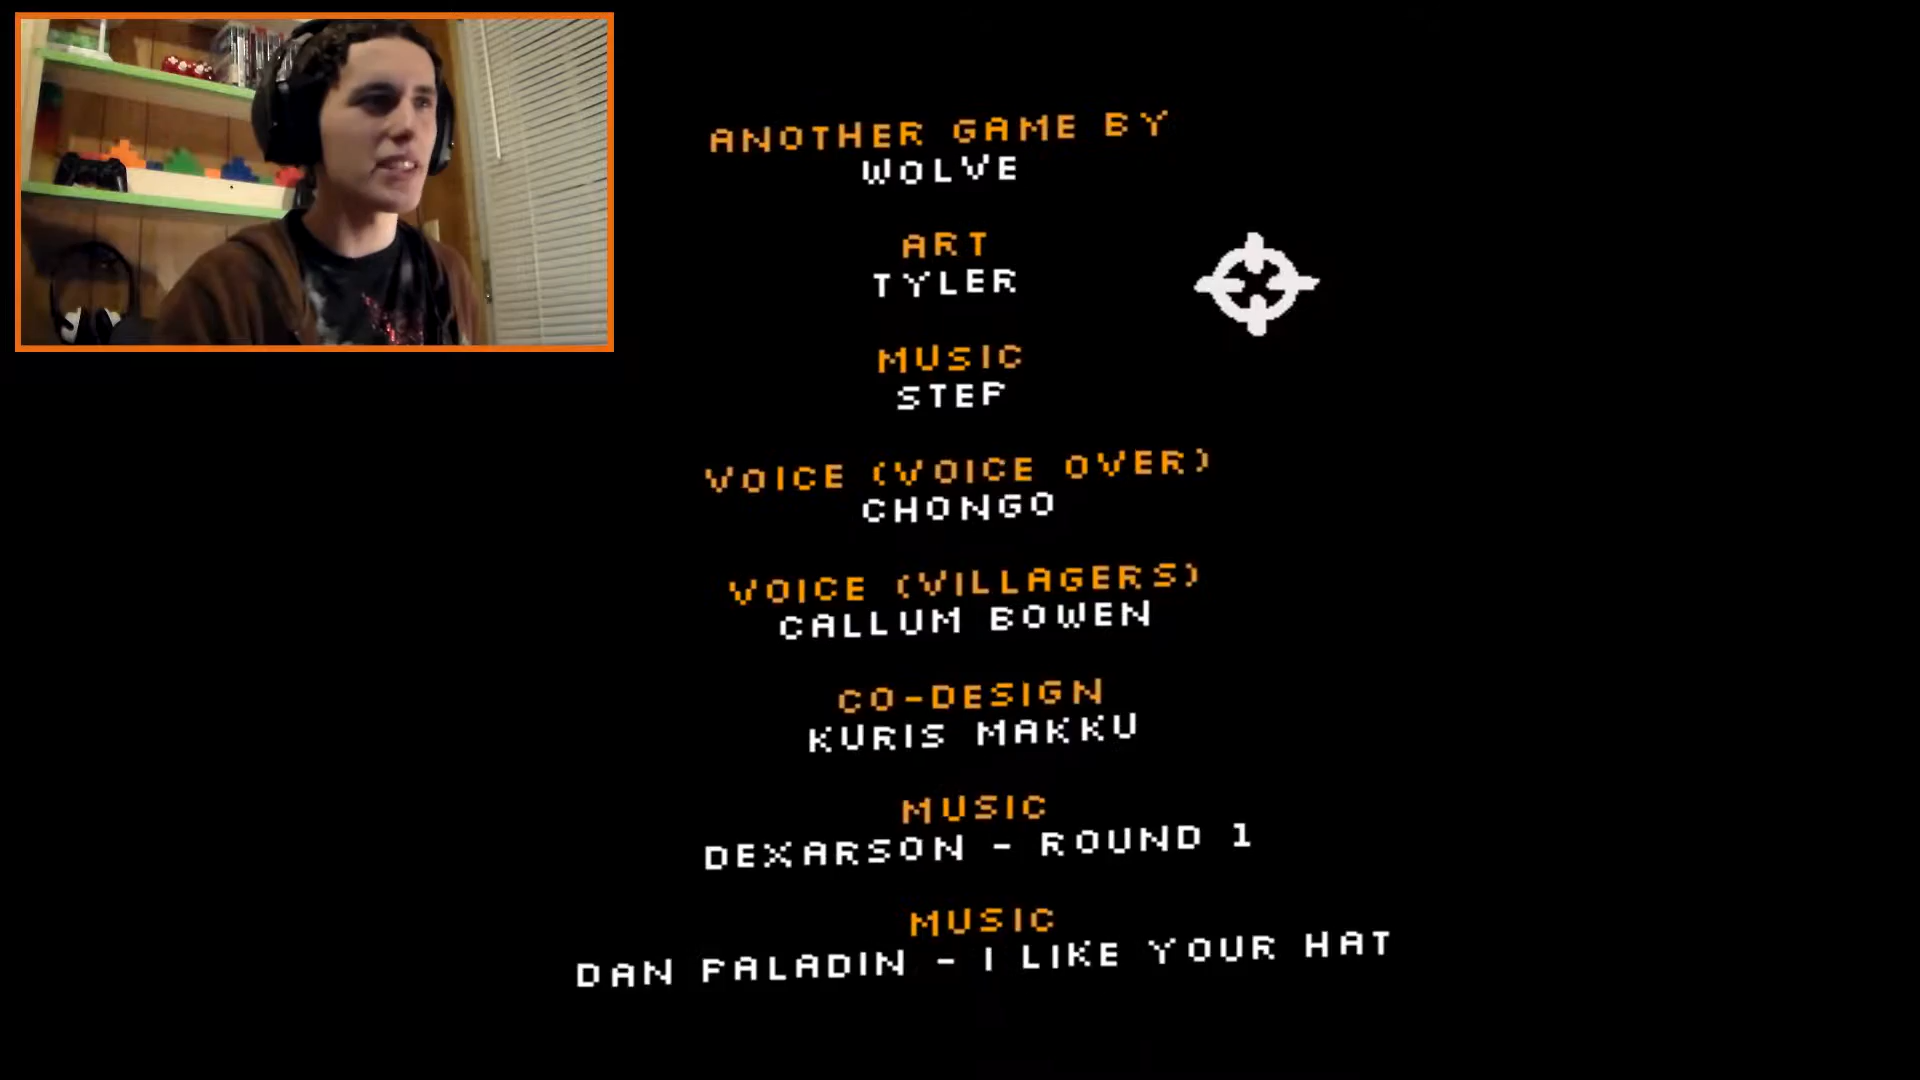 ANOTHER GAME BY
WOLVE
ART
TYLER
MUSIC
STEP
VOICE (VOICE OVER)
CHONGO
VOICE (VILLAGERS)
CALLUM BOWEN
CO-DESIGN
KURIS MAKKU
MUSIC
DEXARSON - ROUND 1
MUSIC
DAN PALADIN - I LIKE YOUR HAT